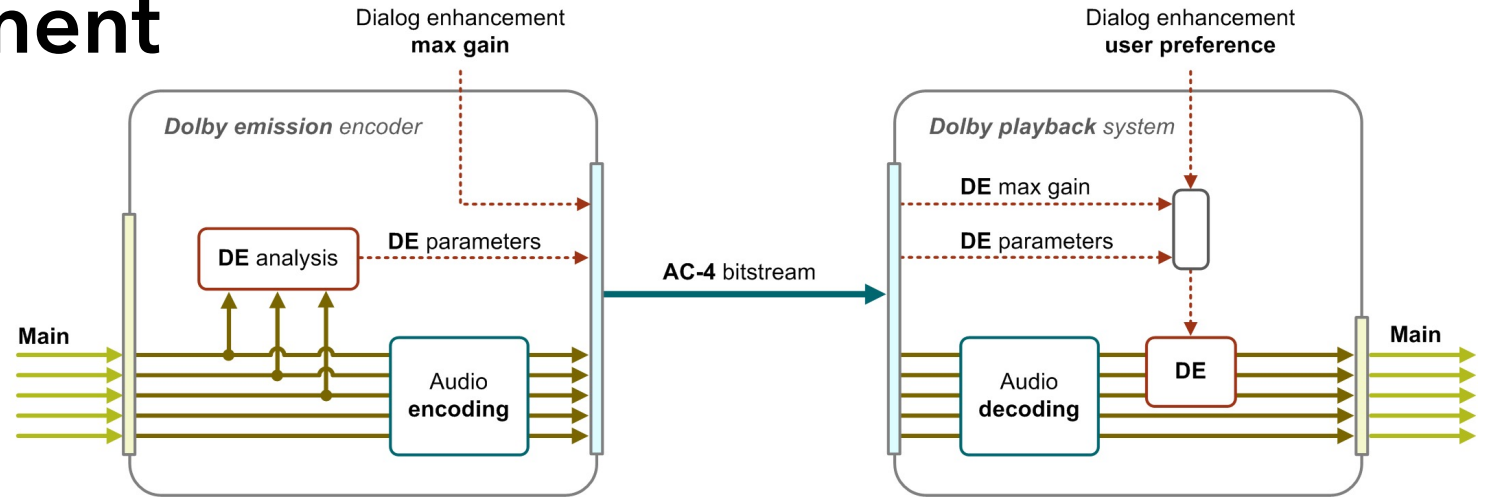 Dialog enhancement
max gain
Dialog enhancement
user preference
Dolby emission encoder
Dolby playback system
DE max gain
DE analysis
DE parameters
DE parameters
AC-4 bitstream
Main
Main
Audio
encoding
Audio
decoding
DE